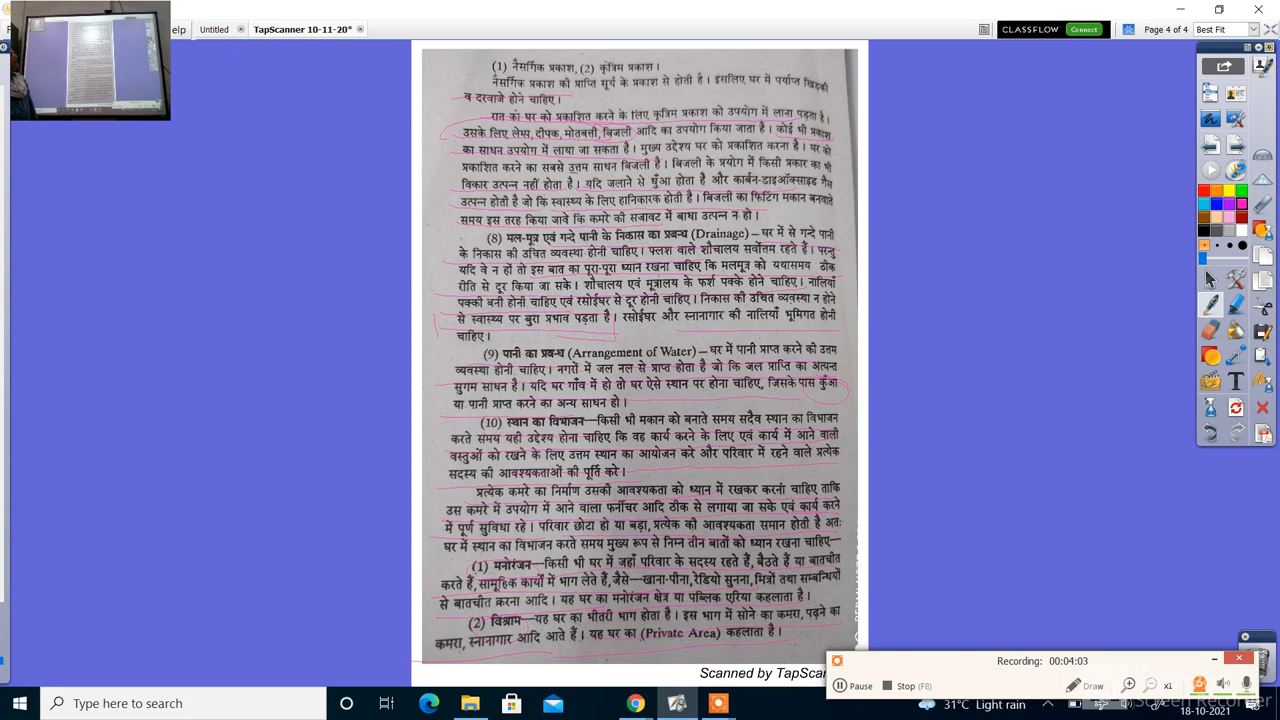 elp
Untitled
TapScanner 10-11-20*
CLASSFLOW
Connect
Page 4 of 4
Best Fit
(1) नैसर्गिक प्रकाश, (2) कृत्रिम प्रकाश।
नैसर्गिक प्रकाश की प्राप्ति सूर्य के प्रकाश से होती है। इसलिए घर में पर्याप्त खिड़की
व दरवाजे होने चाहिए।
रात को घर को प्रकाशित करने के लिए कृत्रिम प्रकाश को उपयोग में लाना पड़ता है।
उसके लिए लेम्स, दीपक, मोतबत्ती, बिजली आदि का उपयोग किया जाता है। कोई भी प्रकाश
का साधन उपयोग में लाया जा सकता है। मुख्य उद्देश्य घर को प्रकाशित करना है। घर को
प्रकाशित करने का सबसे उत्तम साधन बिजली है। बिजली के प्रयोग में किसी प्रकार का भी
विकार उत्पन्न नहीं होता है। यदि जलाने से धुँआ होता है और कार्बन-डाइऑक्साइड गैस
उत्पन्न होती है जो कि स्वास्थ्य के लिए हानिकारक होती है। बिजली का फिटिंग मकान बनवाते
समय इस तरह किया जावे कि कमरे की सजावट में बाधा उत्पन न हो।
(8) मल-मूत्र एवं गन्दे पानी के निकास का प्रबन्ध (Drainage)–घर में से गन्दे पानी
के निकास की उचित व्यवस्था होनी चाहिए। फ्लश वाले शौचालय सर्वोत्तम रहते हैं। परन्तु
यदि वे न हों तो इस बात का पूरा-पूरा ध्यान रखना चाहिए कि मलमूत्र को यथासमय ठीक
रीति से दूर किया जा सके। शौचालय एवं मूत्रालय के फर्श पक्के होने चाहिए। नालियाँ
पक्की बनी होनी चाहिए एवं रसोईघर से दूर होनी चाहिए। निकास की उचित व्यवस्था न होने
से स्वास्थ्य पर बुरा प्रभाव पड़ता है। रसोईघर और स्नानागार की नालियाँ भूमिगत होनी
चाहिए।
(9) पानी का प्रबन्ध (Arrangement of Water)–घर में पानी प्राप्त करने की उत्तम
व्यवस्था होनी चाहिए। नगरों में जल नल से प्राप्त होता है जो कि जल प्राप्ति का अत्यन्त
सुगम साधन है। यदि घर गाँव में हो तो घर ऐसे स्थान पर होना चाहिए, जिसके पास कुँआ
या पानी प्राप्त करने का अन्य साधन हो।
(10) स्थान का विभाजन–किसी भी मकान को बनाते समय सदैव स्थान का विभाजन
करते समय यही उद्देश्य होना चाहिए कि वह कार्य करने के लिए एवं कार्य में आने वाली
वस्तुओं को रखने के लिए उत्तम स्थान का आयोजन करे और परिवार में रहने वाले प्रत्येक
सदस्य की आवश्यकताओं की पूर्ति करे।
प्रत्येक कमरे का निर्माण उसकी आवश्यकता को ध्यान में रखकर करना चाहिए ताकि
उस कमरे में उपयोग में आने वाला फर्नीचर आदि ठीक से लगाया जा सके एवं कार्य करने
में पूर्ण सुविधा रहे। परिवार छोटा हो या बड़ा, प्रत्येक की आवश्यकता समान होती है अतः
घर में स्थान का विभाजन करते समय मुख्य रूप से निम्न तीन बातों को ध्यान रखना चाहिए–
(1) मनोरंजन–किसी भी घर में जहाँ परिवार के सदस्य रहते हैं, बैठते हैं या बातचीत
करते हैं, सामूहिक कार्यों में भाग लेते हैं, जैसे–खाना-पीना, रेडियो सुनना, मित्रों तथा सम्बन्धियों
से बातचीत करना आदि। यह घर का मनोरंजन क्षेत्र या पब्लिक एरिया कहलाता है।
(2) विश्राम–यह घर का भीतरी भाग होता है। इस भाग में सोने का कमरा, पढ़ने का
कमरा, स्नानागार आदि आते हैं। यह घर का (Private Area) कहलाता है।
Scanned by TapScan
Recording: 00:04:03
Pause
Stop (F8)
Draw
x1
Type here to search
31°C Light rain
18-10-2021
Screen Recorder